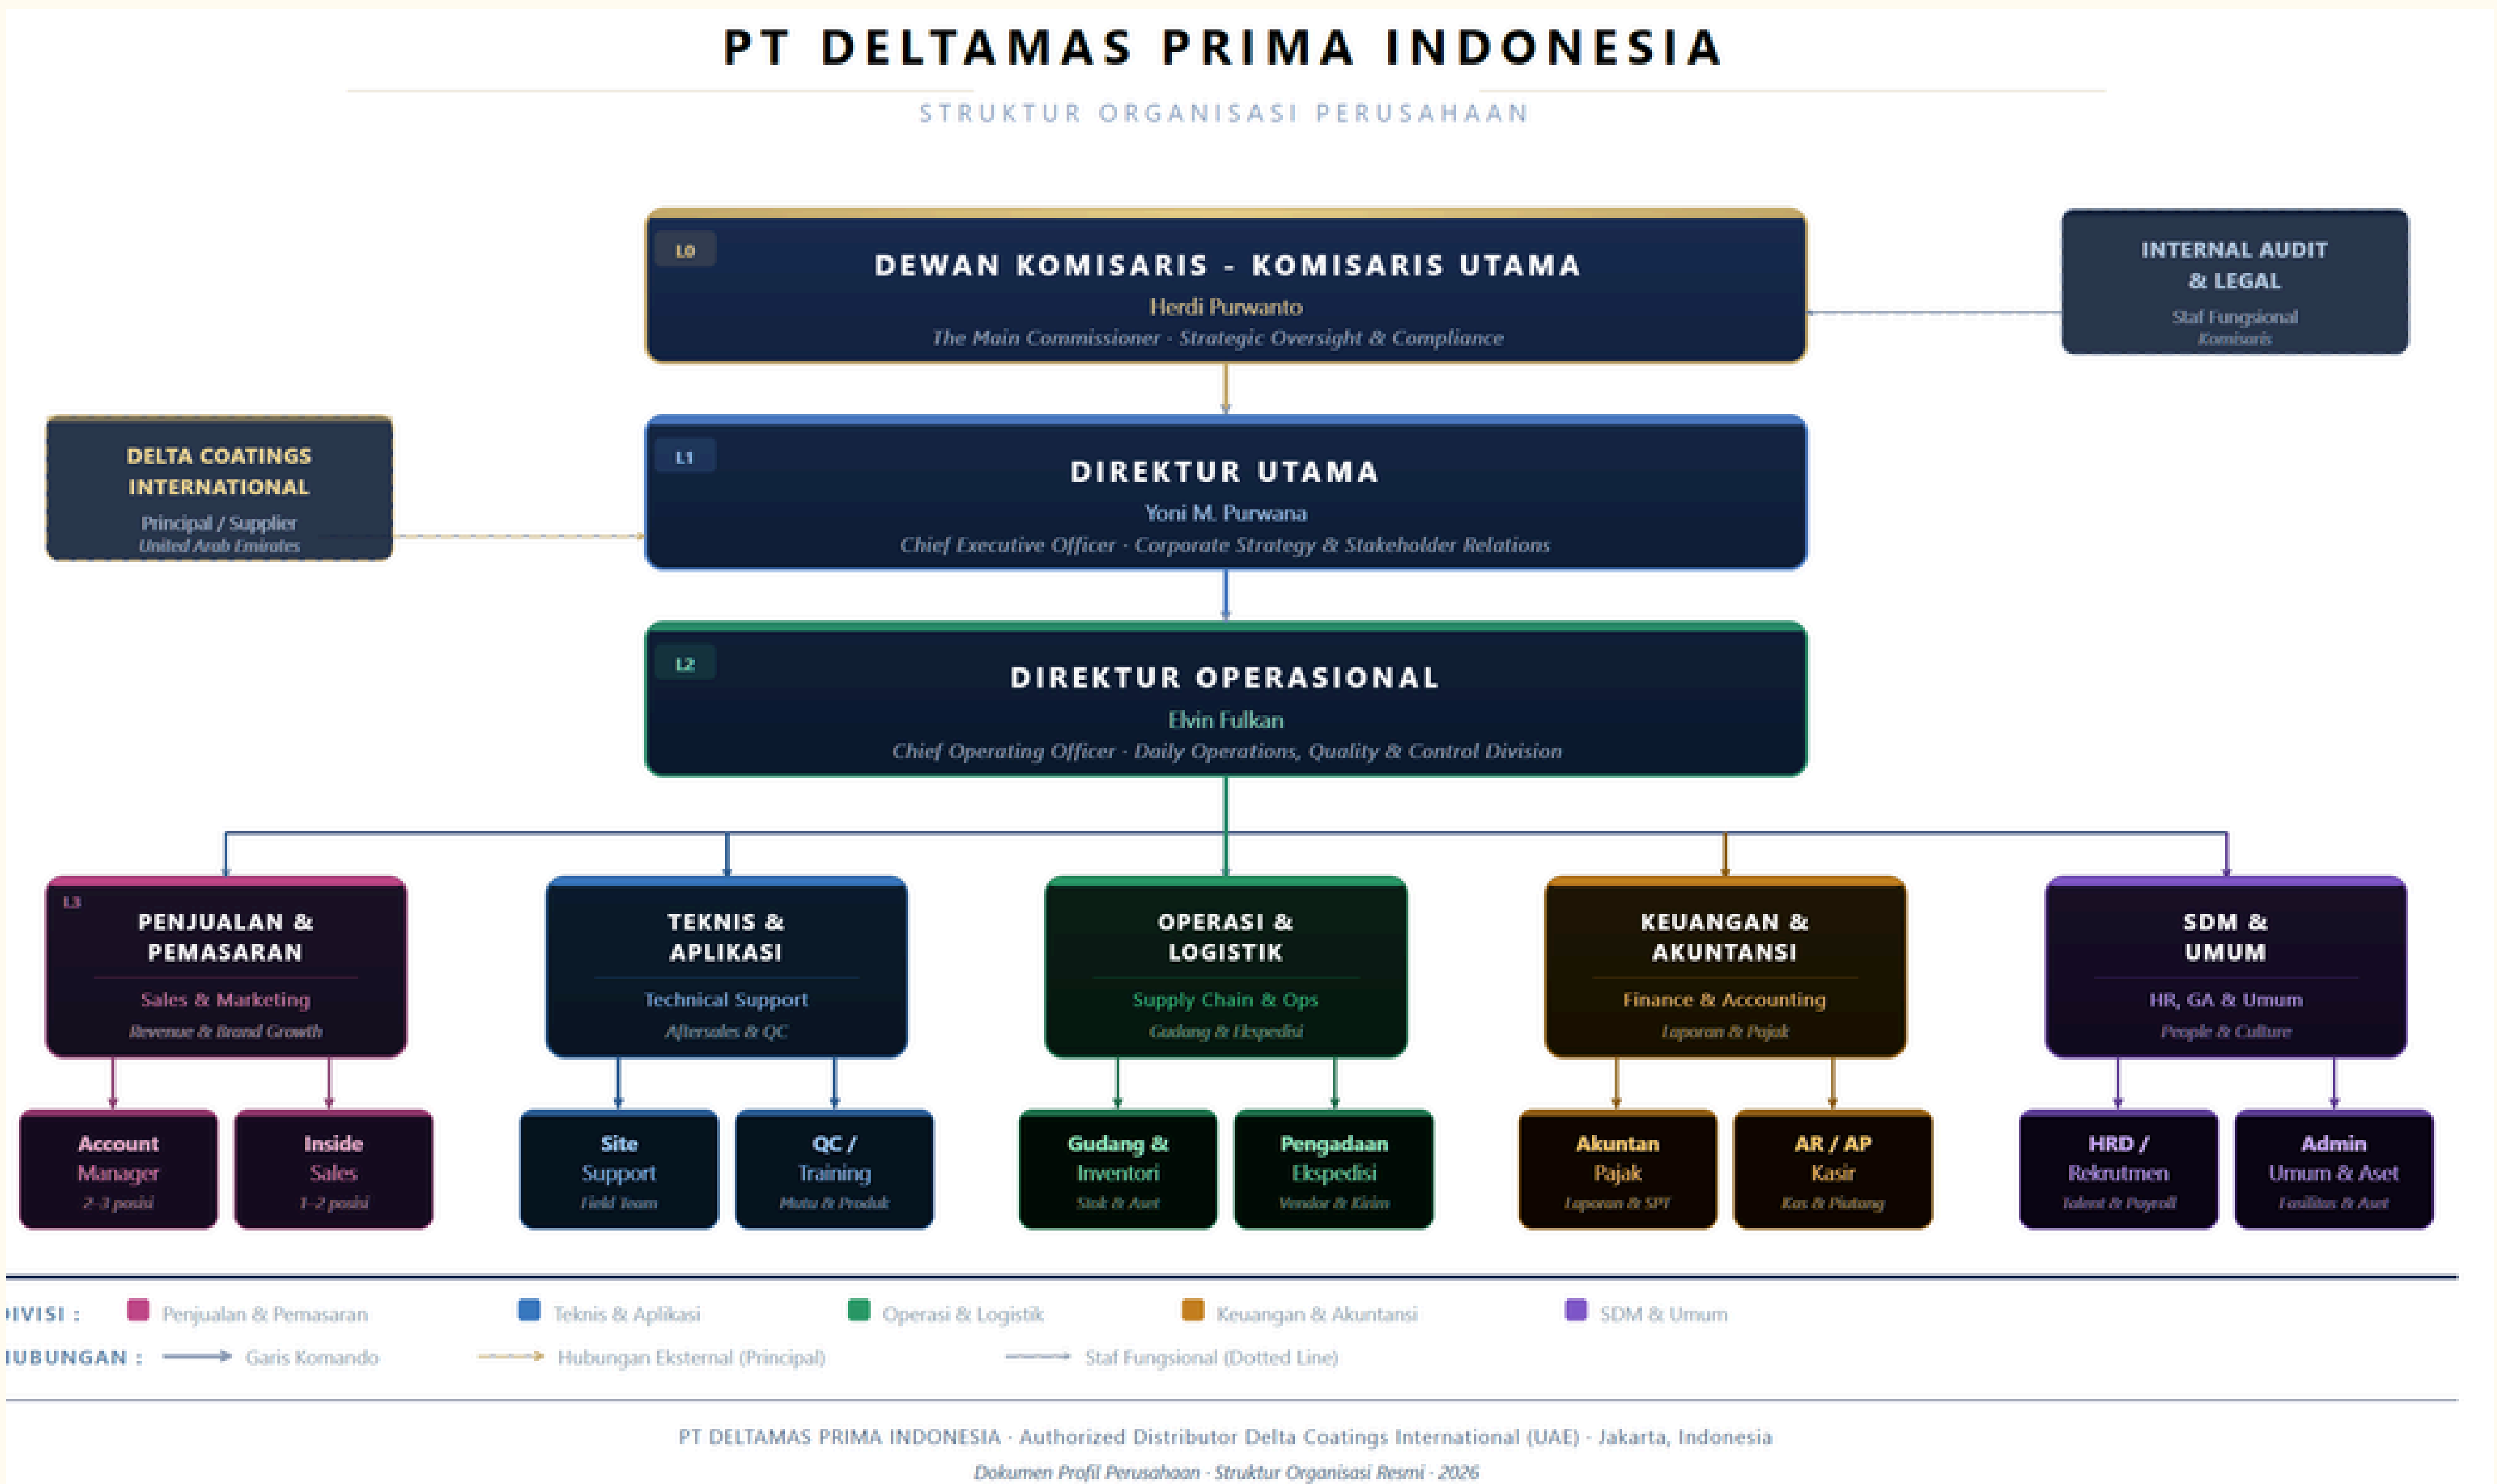 PT DELTAMAS PRIMA INDONESIA
STRUKTUR ORGANISASI PERUSAHAAN
L0
DEWAN KOMISARIS - KOMISARIS UTAMA
Herdi Purwanto
The Main Commissioner · Strategic Oversight & Compliance
INTERNAL AUDIT
& LEGAL
Staf Fungsional
Komisaris
DELTA COATINGS
INTERNATIONAL
Principal / Supplier
United Arab Emirates
L1
DIREKTUR UTAMA
Yoni M. Purwana
Chief Executive Officer · Corporate Strategy & Stakeholder Relations
L2
DIREKTUR OPERASIONAL
Elvin Fulkan
Chief Operating Officer · Daily Operations, Quality & Control Division
L3
PENJUALAN &
PEMASARAN
Sales & Marketing
Revenue & Brand Growth
TEKNIS &
APLIKASI
Technical Support
Aftersales & QC
OPERASI &
LOGISTIK
Supply Chain & Ops
Gudang & Ekspedisi
KEUANGAN &
AKUNTANSI
Finance & Accounting
Laporan & Pajak
SDM &
UMUM
HR, GA & Umum
People & Culture
Account
Manager
2-3 posisi
Inside
Sales
1-2 posisi
Site
Support
Field Team
QC /
Training
Mutu & Produk
Gudang &
Inventori
Stok & Aset
Pengadaan
Ekspedisi
Vendor & Kirim
Akuntan
Pajak
Laporan & SPT
AR / AP
Kasir
Kas & Piutang
HRD /
Rekrutmen
Talent & Payroll
Admin
Umum & Aset
Fasilitas & Aset
DIVISI :
Penjualan & Pemasaran
Teknis & Aplikasi
Operasi & Logistik
Keuangan & Akuntansi
SDM & Umum
HUBUNGAN :
Garis Komando
Hubungan Eksternal (Principal)
Staf Fungsional (Dotted Line)
PT DELTAMAS PRIMA INDONESIA · Authorized Distributor Delta Coatings International (UAE) · Jakarta, Indonesia
Dokumen Profil Perusahaan · Struktur Organisasi Resmi · 2026